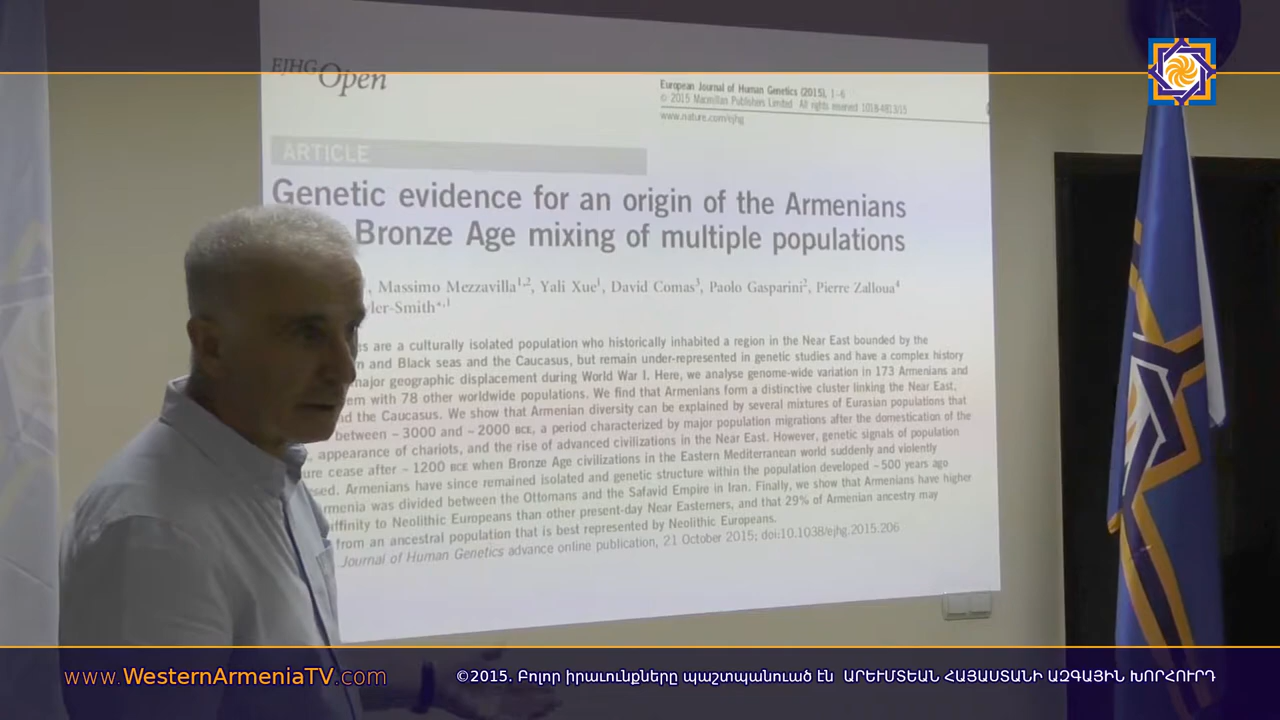 EJHG Open
European Journal of Human Genetics (2015), 1–6
© 2015 Macmillan Publishers Limited All rights reserved 1018-4813/15
www.nature.com/ejhg
ARTICLE
Genetic evidence for an origin of the Armenians
Bronze Age mixing of multiple populations
, Massimo Mezzavilla1,2, Yali Xue1, David Comas3, Paolo Gasparini2, Pierre Zalloua4
ler-Smith*,1
are a culturally isolated population who historically inhabited a region in the Near East bounded by the
and Black seas and the Caucasus, but remain under-represented in genetic studies and have a complex history
major geographic displacement during World War I. Here, we analyse genome-wide variation in 173 Armenians and
em with 78 other worldwide populations. We find that Armenians form a distinctive cluster linking the Near East,
nd the Caucasus. We show that Armenian diversity can be explained by several mixtures of Eurasian populations that
between ~3000 and ~2000 BCE, a period characterized by major population migrations after the domestication of the
, appearance of chariots, and the rise of advanced civilizations in the Near East. However, genetic signals of population
ure cease after ~1200 BCE when Bronze Age civilizations in the Eastern Mediterranean world suddenly and violently
sed. Armenians have since remained isolated and genetic structure within the population developed ~500 years ago
rmenia was divided between the Ottomans and the Safavid Empire in Iran. Finally, we show that Armenians have higher
affinity to Neolithic Europeans than other present-day Near Easterners, and that 29% of Armenian ancestry may
from an ancestral population that is best represented by Neolithic Europeans.
Journal of Human Genetics advance online publication, 21 October 2015; doi:10.1038/ejhg.2015.206
www.WesternArmeniaTV.com
©2015. Բոլոր իրաւունքները պաշտպանուած էն ԱՐԵՒՄՏԵԱՆ ՀԱՅԱՍՏԱՆԻ ԱԶԳԱՅԻՆ ԽՈՐՀՈՒՐԴ